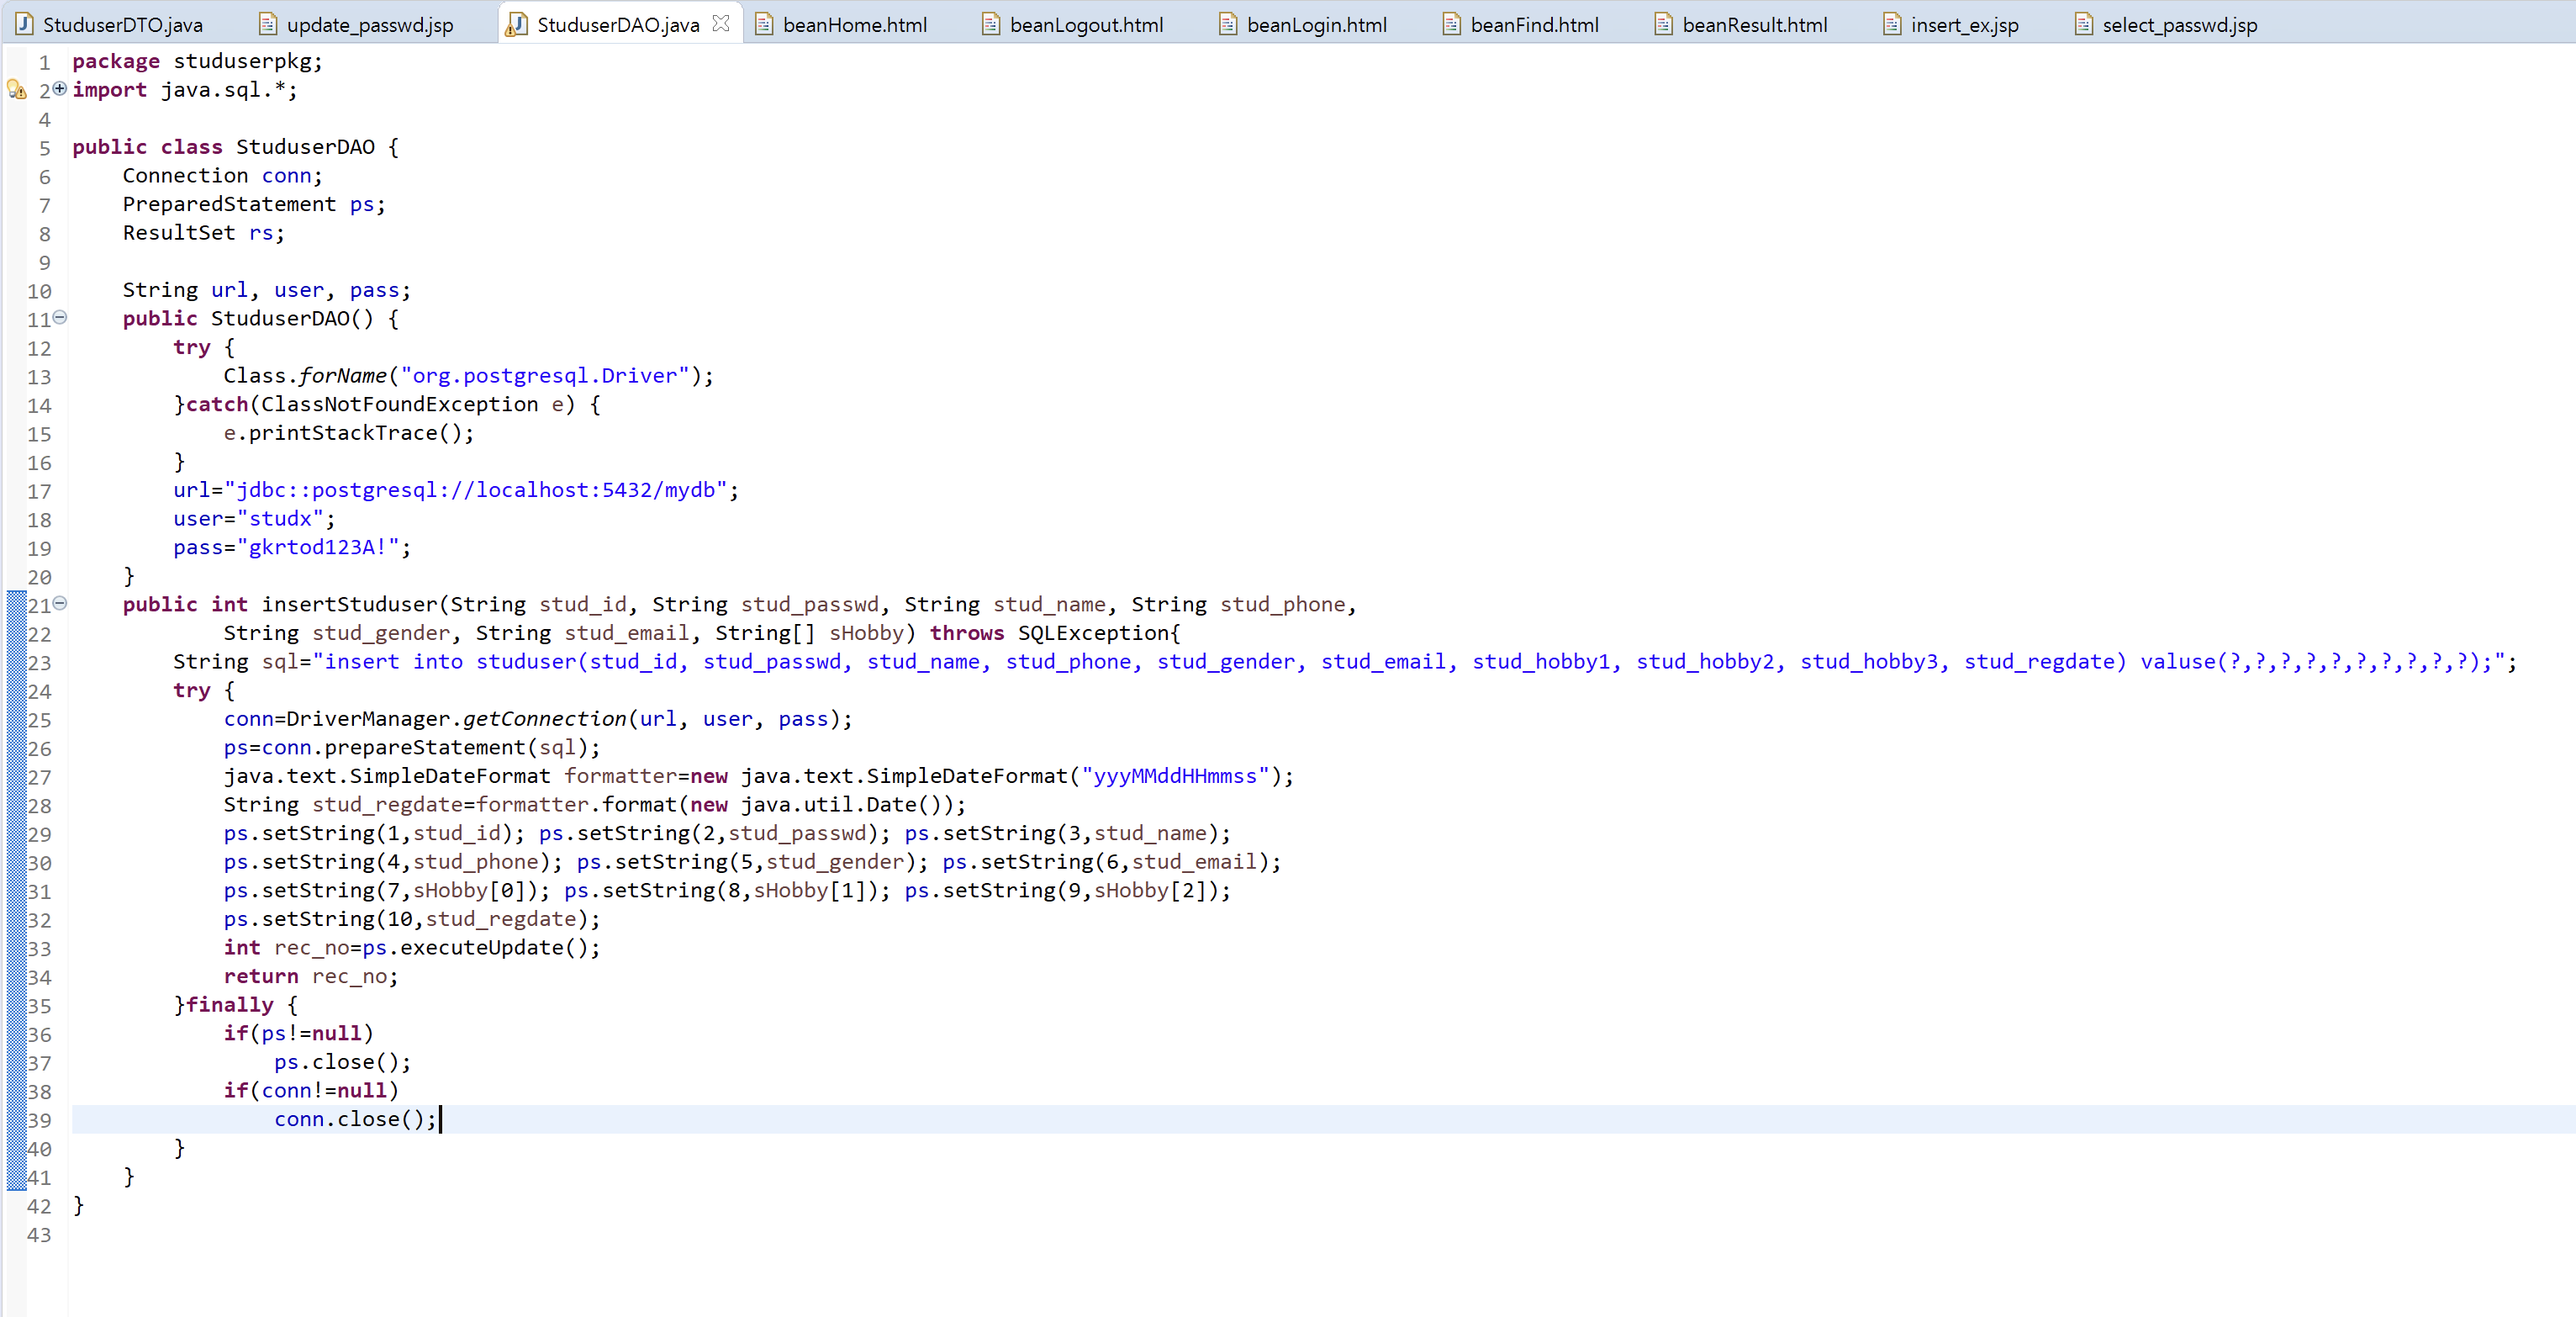 StuduserDTO.java update_passwd.jsp StuduserDAO.java beanHome.html beanLogout.html beanLogin.html beanFind.html beanResult.html insert_ex.jsp select_passwd.jsp
1 package studuserpkg;
2 import java.sql.*;
4
5 public class StuduserDAO {
6     Connection conn;
7     PreparedStatement ps;
8     ResultSet rs;
9
10     String url, user, pass;
11     public StuduserDAO() {
12         try {
13             Class.forName("org.postgresql.Driver");
14         }catch(ClassNotFoundException e) {
15             e.printStackTrace();
16         }
17         url="jdbc::postgresql://localhost:5432/mydb";
18         user="studx";
19         pass="gkrtod123A!";
20     }
21     public int insertStuduser(String stud_id, String stud_passwd, String stud_name, String stud_phone,
22             String stud_gender, String stud_email, String[] sHobby) throws SQLException{
23         String sql="insert into studuser(stud_id, stud_passwd, stud_name, stud_phone, stud_gender, stud_email, stud_hobby1, stud_hobby2, stud_hobby3, stud_regdate) valuse(?,?,?,?,?,?,?,?,?,?);";
24         try {
25             conn=DriverManager.getConnection(url, user, pass);
26             ps=conn.prepareStatement(sql);
27             java.text.SimpleDateFormat formatter=new java.text.SimpleDateFormat("yyyMMddHHmmss");
28             String stud_regdate=formatter.format(new java.util.Date());
29             ps.setString(1,stud_id); ps.setString(2,stud_passwd); ps.setString(3,stud_name);
30             ps.setString(4,stud_phone); ps.setString(5,stud_gender); ps.setString(6,stud_email);
31             ps.setString(7,sHobby[0]); ps.setString(8,sHobby[1]); ps.setString(9,sHobby[2]);
32             ps.setString(10,stud_regdate);
33             int rec_no=ps.executeUpdate();
34             return rec_no;
35         }finally {
36             if(ps!=null)
37                 ps.close();
38             if(conn!=null)
39                 conn.close();
40         }
41     }
42 }
43